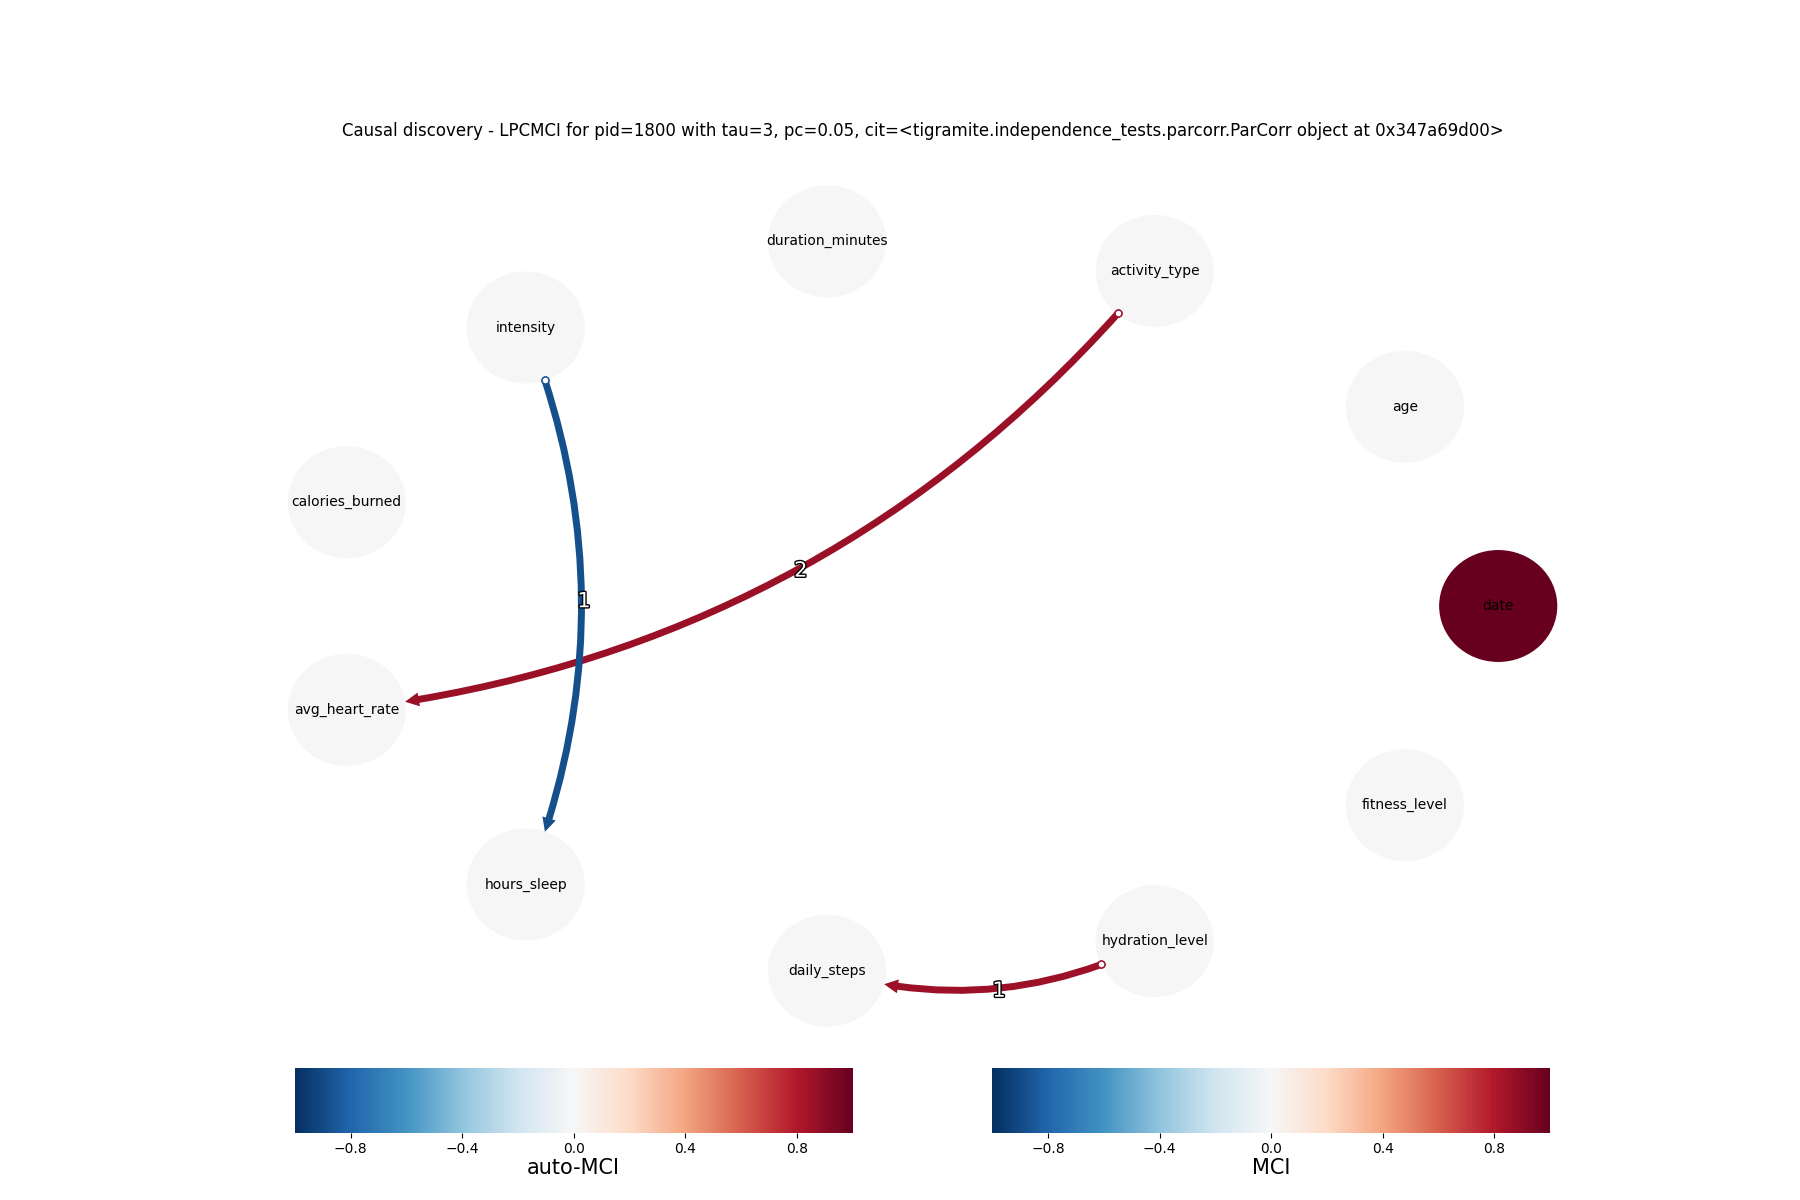 Causal discovery - LPCMCI for pid=1800 with tau=3, pc=0.05, cit=<tigramite.independence_tests.parcorr.ParCorr object at 0x347a69d00>
duration_minutes
activity_type
intensity
age
calories_burned
2
1
date
avg_heart_rate
fitness_level
hours_sleep
hydration_level
daily_steps
1
−0.8 −0.4 0.0 0.4 0.8
auto-MCI
−0.8 −0.4 0.0 0.4 0.8
MCI